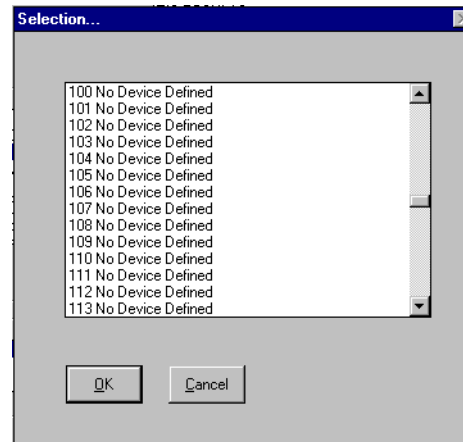 Selection...
100 No Device Defined
101 No Device Defined
102 No Device Defined
103 No Device Defined
104 No Device Defined
105 No Device Defined
106 No Device Defined
107 No Device Defined
108 No Device Defined
109 No Device Defined
110 No Device Defined
111 No Device Defined
112 No Device Defined
113 No Device Defined
OK Cancel